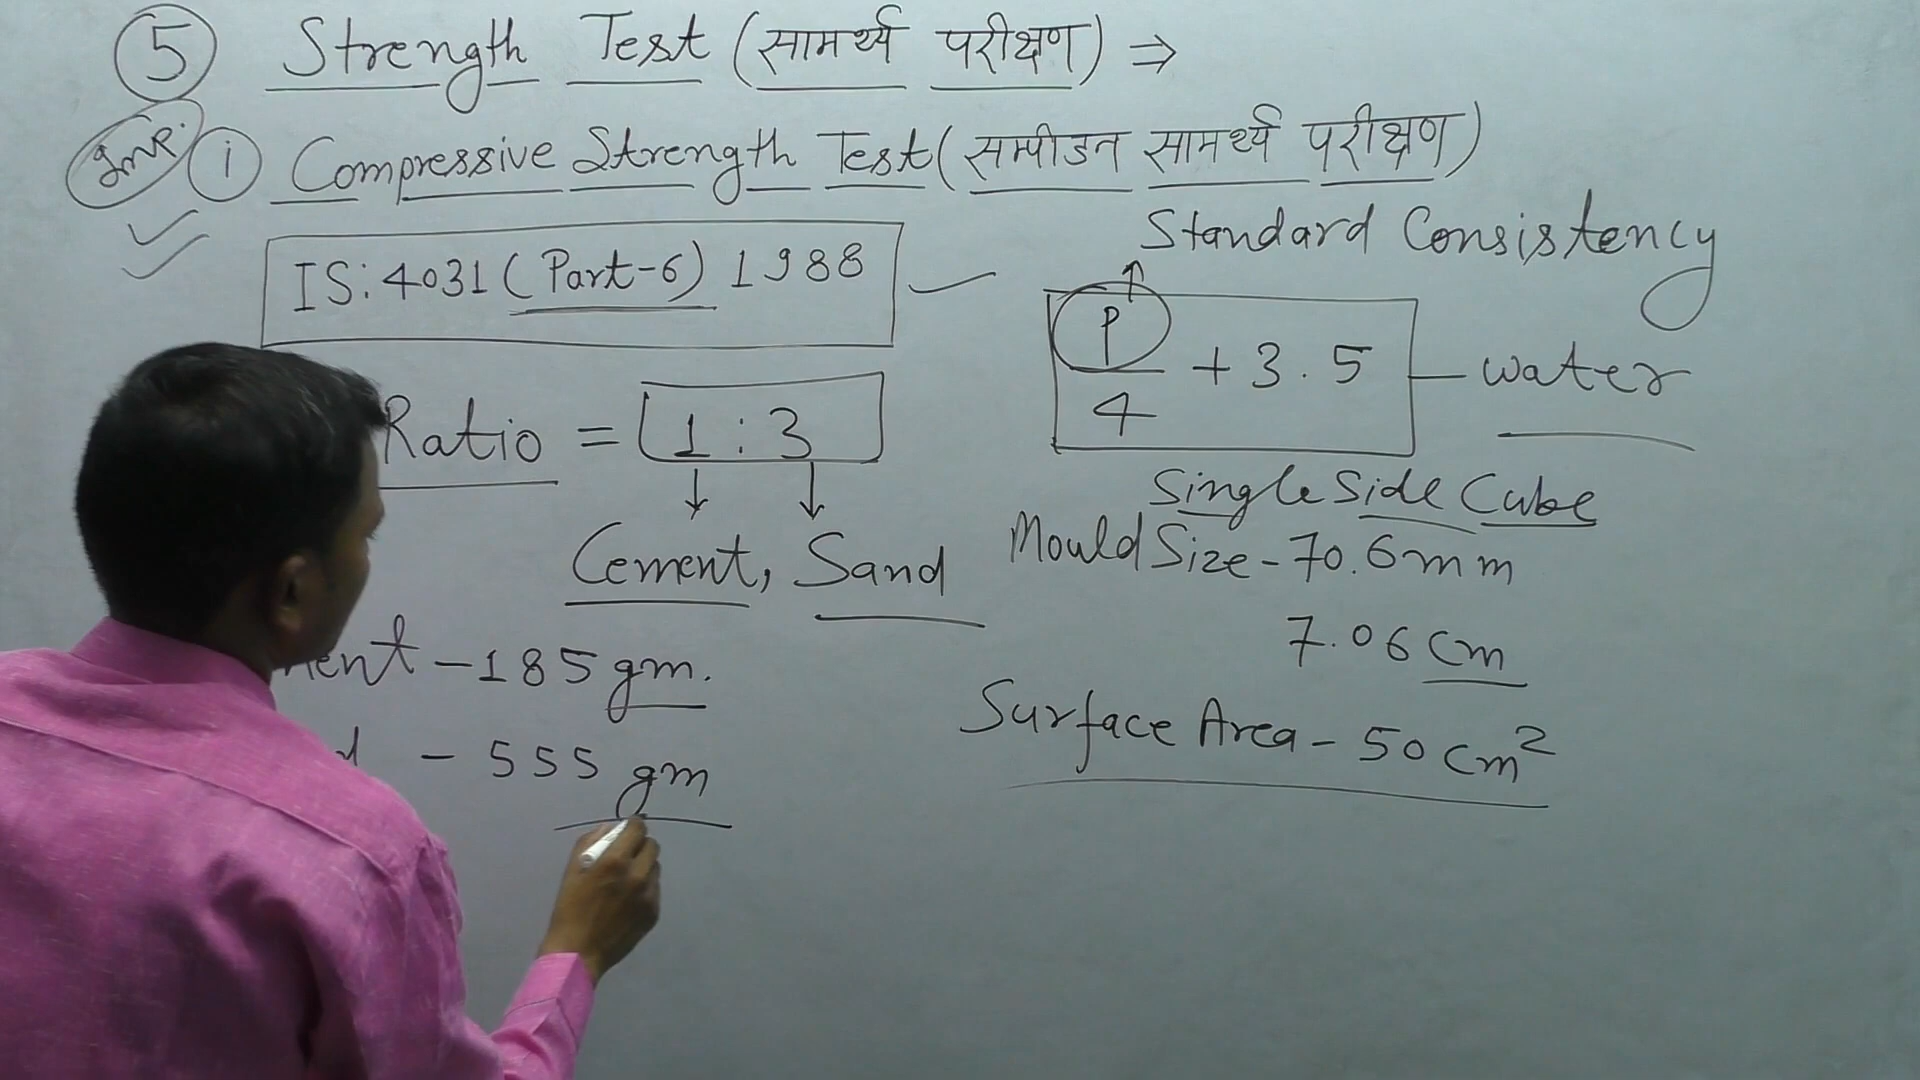 5 Strength Test (सामर्थ्य परीक्षण) ⇒
Imp. i Compressive Strength Test (सम्पीडन सामर्थ्य परीक्षण)
IS: 4031 (Part-6) 1988
Standard Consistency
P/4 + 3.5 — water
Ratio = 1 : 3
Cement, Sand
Single Side Cube
Mould Size - 70.6 mm
7.06 cm
Surface Area - 50 cm²
ment - 185 gm.
d - 555 gm